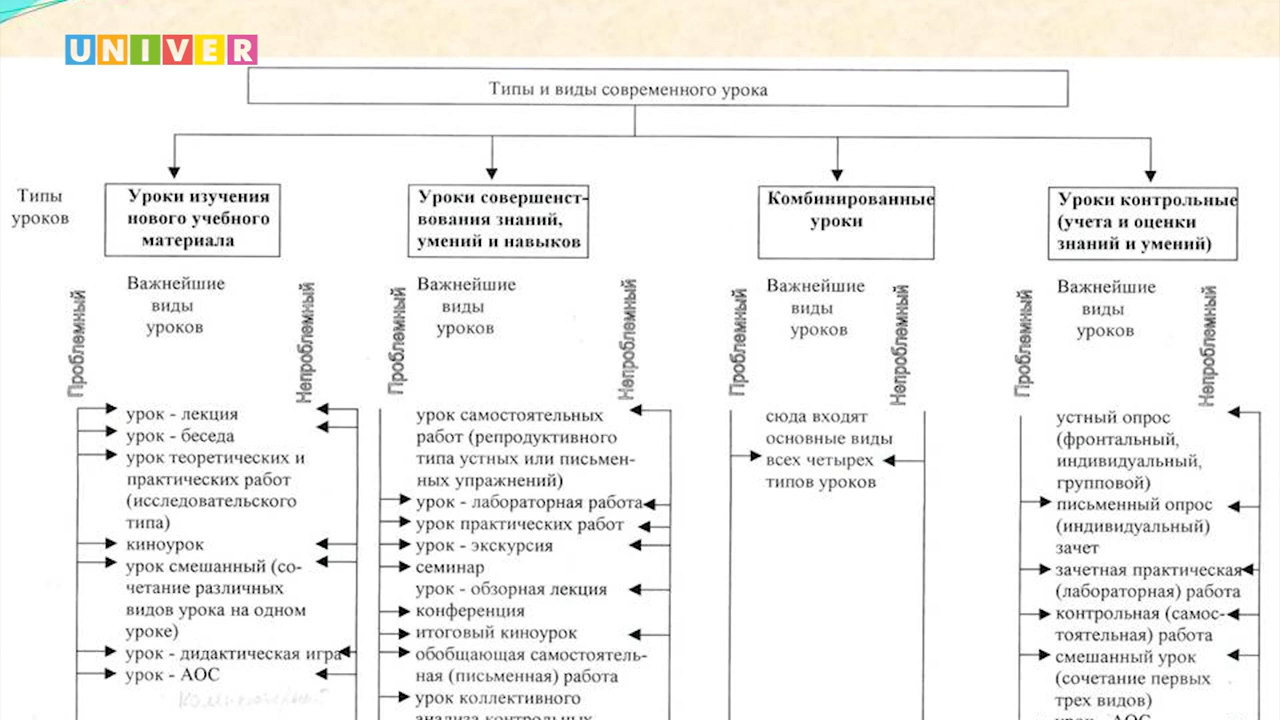 UNIVER
Типы и виды современного урока
Типы
уроков
Уроки изучения
нового учебного
материала
Уроки совершенст-
вования знаний,
умений и навыков
Комбинированные
уроки
Уроки контрольные
(учета и оценки
знаний и умений)
Проблемный
Важнейшие
виды
уроков
Непроблемный
урок - лекция
урок - беседа
урок теоретических и
практических работ
(исследовательского
типа)
киноурок
урок смешанный (со-
четание различных
видов урока на одном
уроке)
урок - дидактическая игра
урок - АОС
Проблемный
Важнейшие
виды
уроков
Непроблемный
урок самостоятельных
работ (репродуктивного
типа устных или письмен-
ных упражнений)
урок - лабораторная работа
урок практических работ
урок - экскурсия
семинар
урок - обзорная лекция
конференция
итоговый киноурок
обобщающая самостоятель-
ная (письменная) работа
урок коллективного
анализа контрольных
Проблемный
Важнейшие
виды
уроков
Непроблемный
сюда входят
основные виды
всех четырех
типов уроков
Проблемный
Важнейшие
виды
уроков
Непроблемный
устный опрос
(фронтальный,
индивидуальный,
групповой)
письменный опрос
(индивидуальный)
зачет
зачетная практическая
(лабораторная) работа
контрольная (самос-
тоятельная) работа
смешанный урок
(сочетание первых
трех видов)
урок - АОС